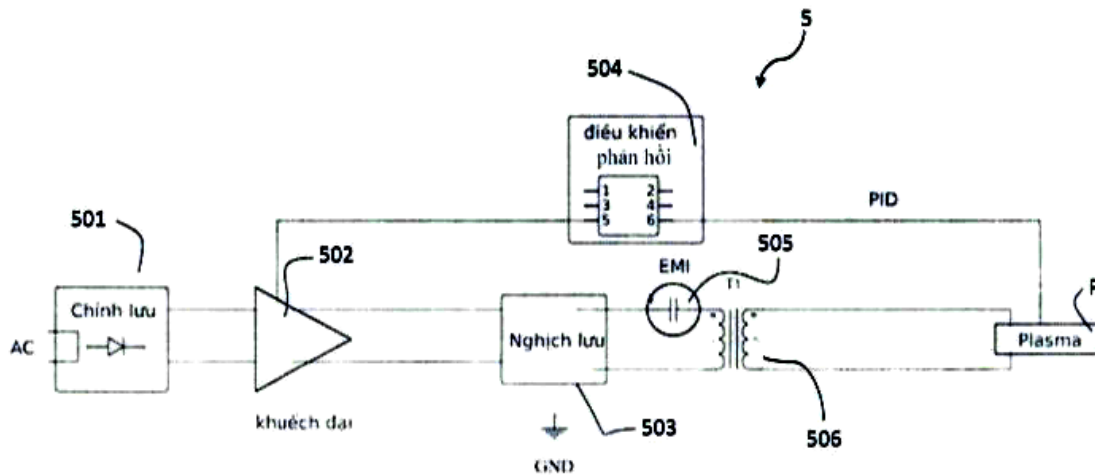 5
504
điều khiển
phản hồi
1 2
3 4
5 6
PID
501
502
505
EMI
T1
P
Chỉnh lưu
AC
Nghịch lưu
Plasma
khuếch đại
503
506
GND